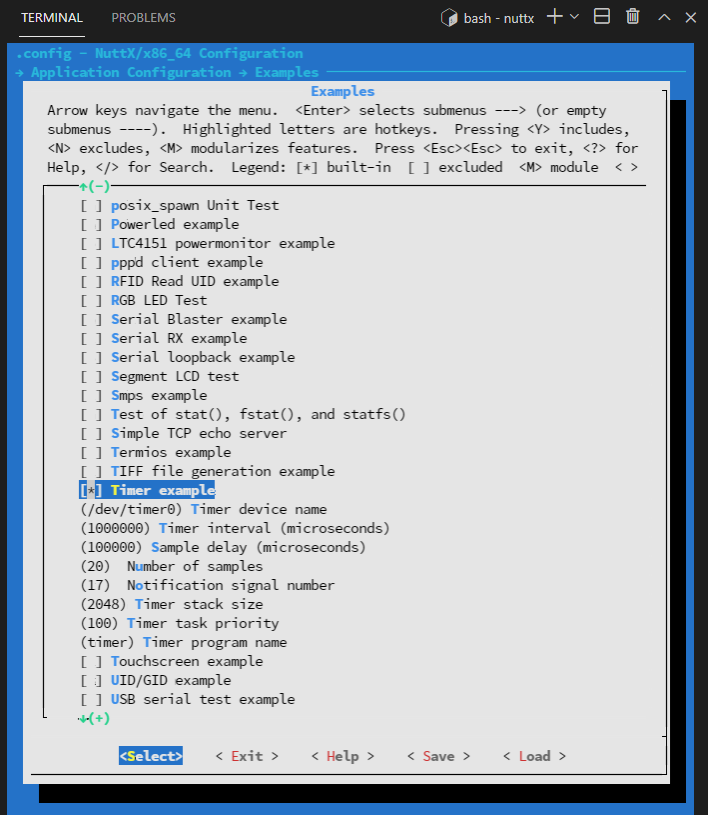 TERMINAL PROBLEMS bash - nuttx
.config - NuttX/x86_64 Configuration
→ Application Configuration → Examples
Examples
Arrow keys navigate the menu. <Enter> selects submenus ---> (or empty
submenus ----). Highlighted letters are hotkeys. Pressing <Y> includes,
<N> excludes, <M> modularizes features. Press <Esc><Esc> to exit, <?> for
Help, </> for Search. Legend: [*] built-in [ ] excluded <M> module < >
↑(-)
[ ] posix_spawn Unit Test
[ ] Powerled example
[ ] LTC4151 powermonitor example
[ ] pppd client example
[ ] RFID Read UID example
[ ] RGB LED Test
[ ] Serial Blaster example
[ ] Serial RX example
[ ] Serial loopback example
[ ] Segment LCD test
[ ] Smps example
[ ] Test of stat(), fstat(), and statfs()
[ ] Simple TCP echo server
[ ] Termios example
[ ] TIFF file generation example
[*] Timer example
(/dev/timer0) Timer device name
(1000000) Timer interval (microseconds)
(100000) Sample delay (microseconds)
(20) Number of samples
(17) Notification signal number
(2048) Timer stack size
(100) Timer task priority
(timer) Timer program name
[ ] Touchscreen example
[ ] UID/GID example
[ ] USB serial test example
↓(+)
<Select> < Exit > < Help > < Save > < Load >